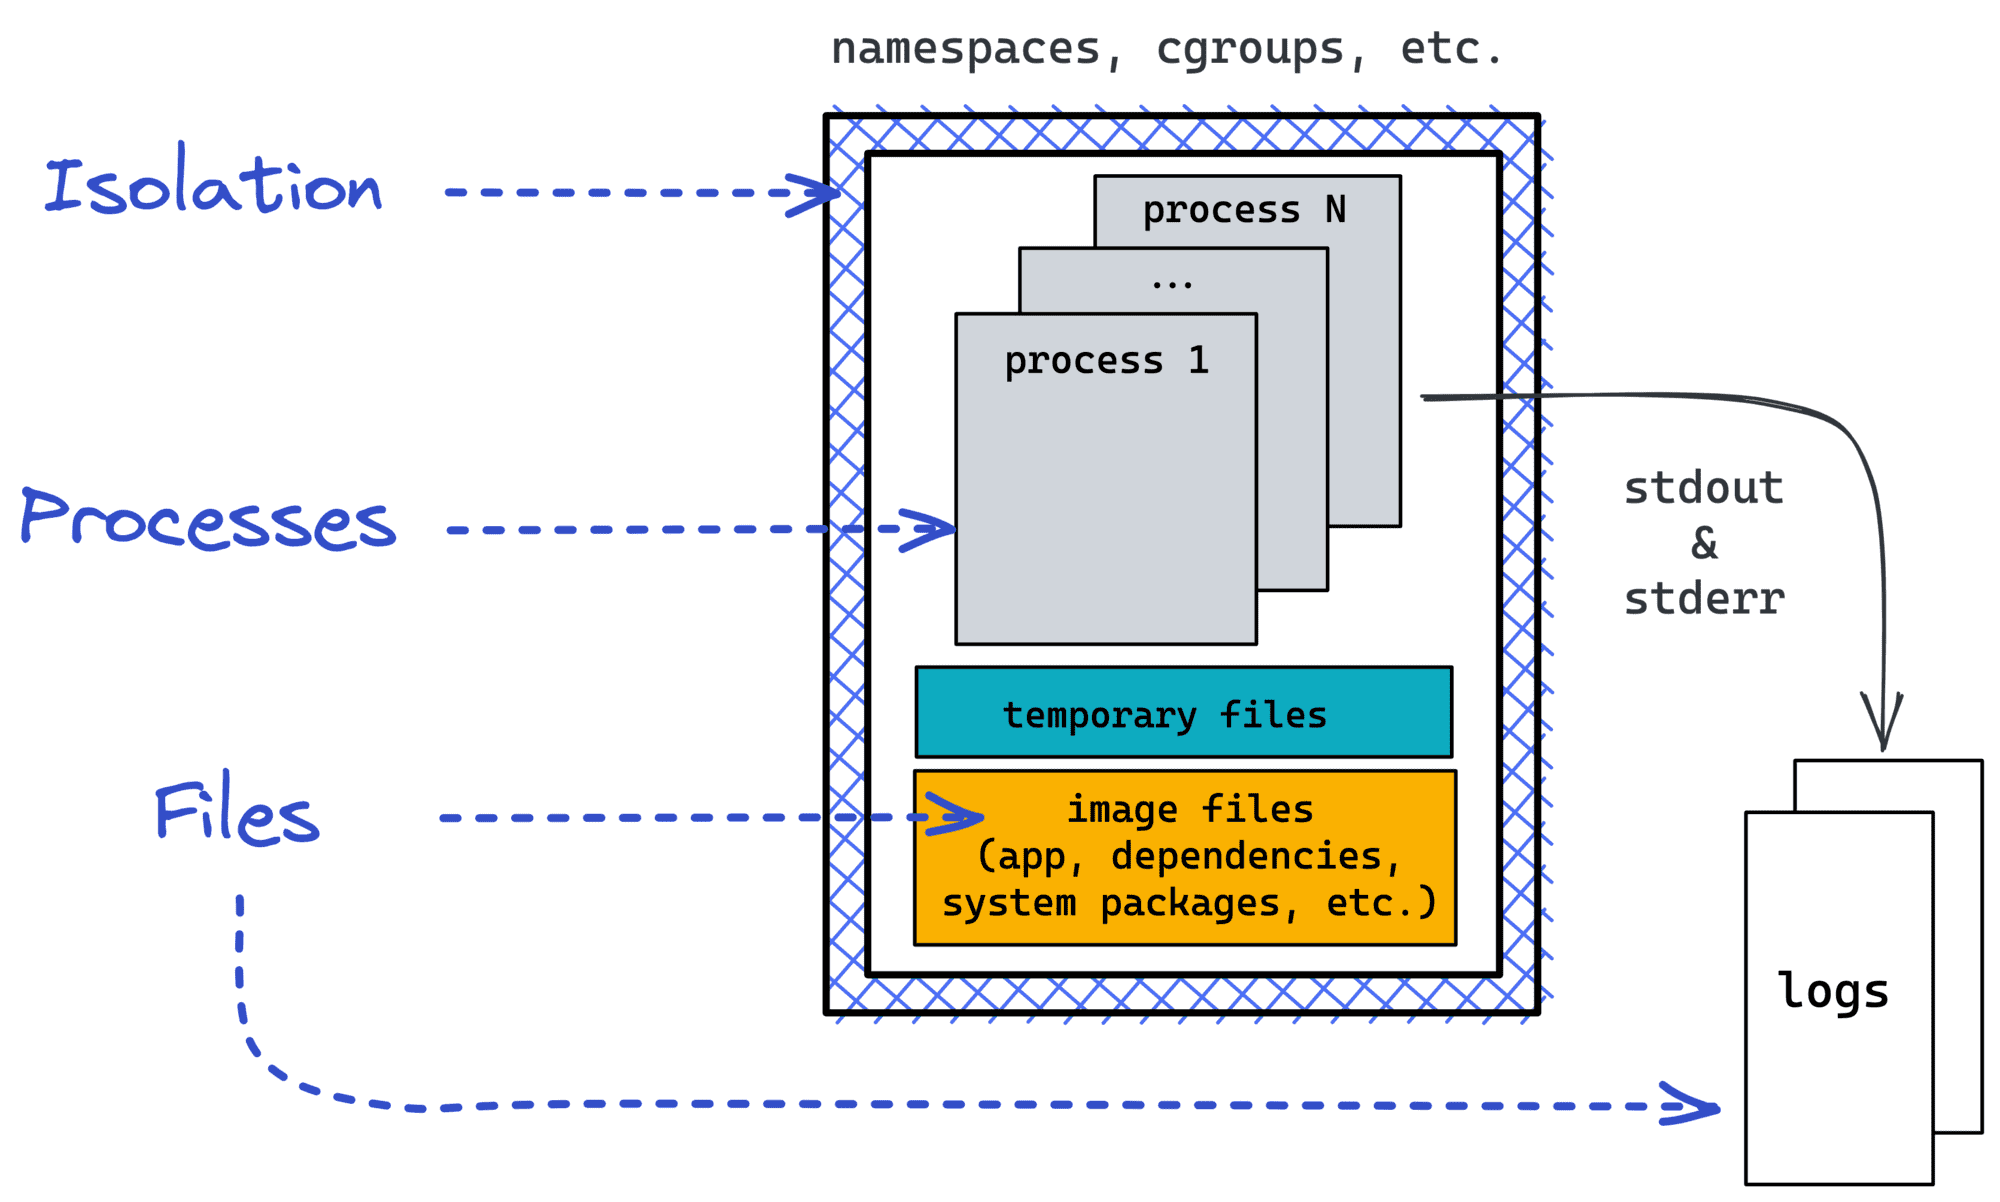 namespaces, cgroups, etc.
Isolation
process N
...
process 1
Processes
stdout
&
stderr
temporary files
Files
image files
(app, dependencies,
system packages, etc.)
logs